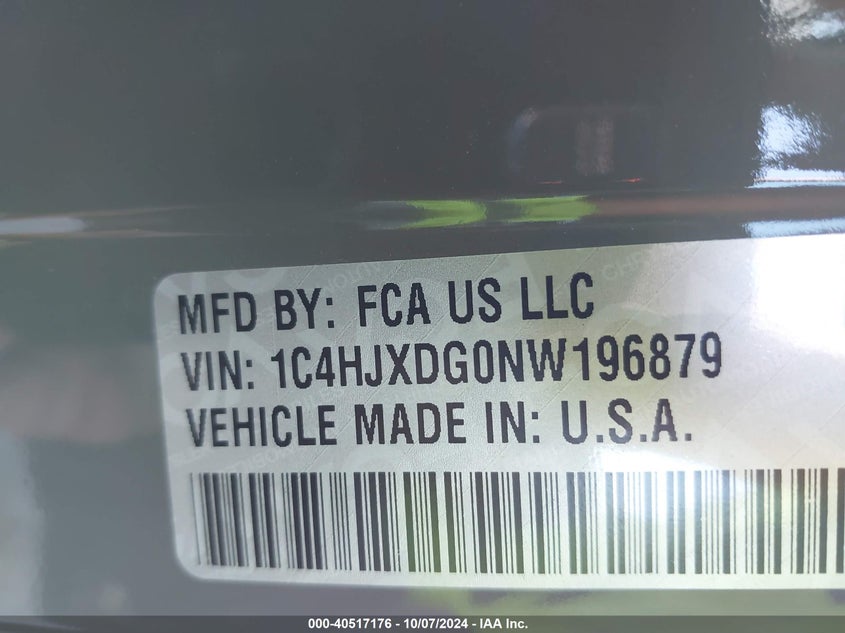 MFD BY: FCA US LLC
VIN: 1C4HJXDG0NW196879
VEHICLE MADE IN: U.S.A.
000-40517176 - 10/07/2024 - IAA Inc.